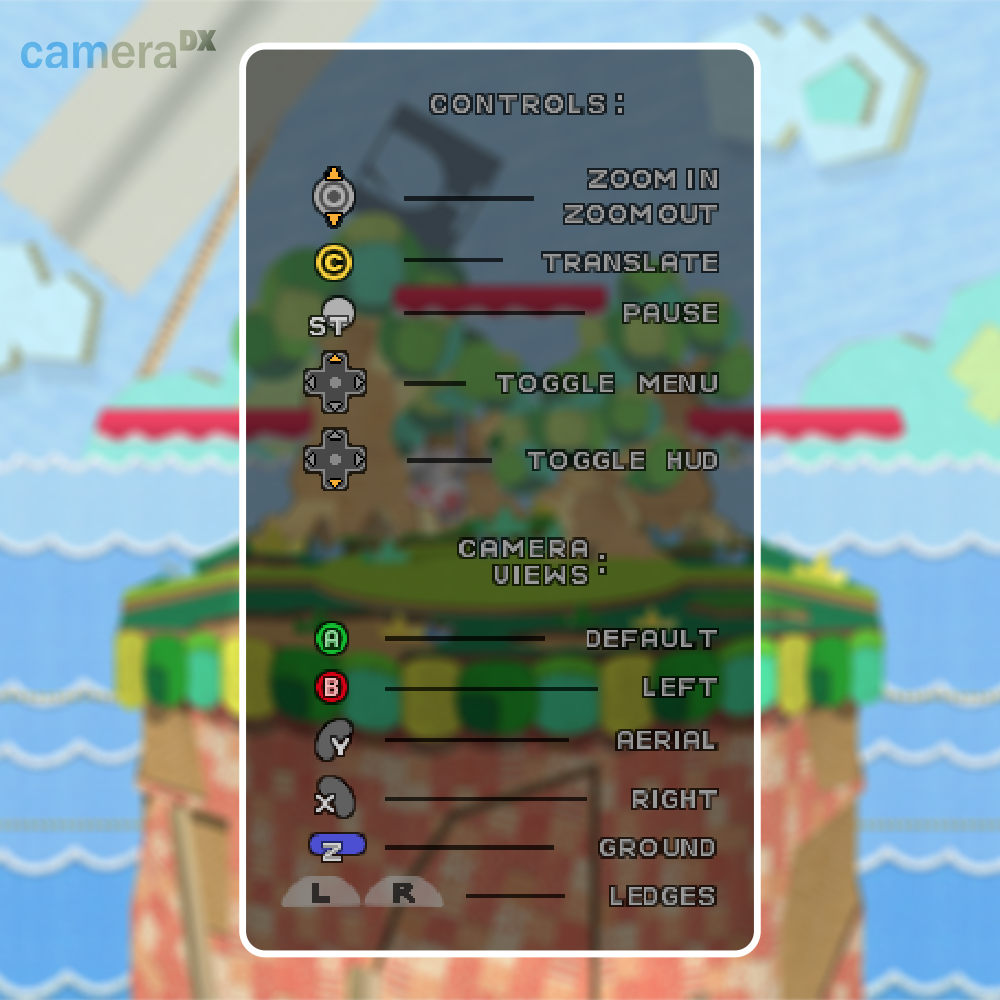 cameraDX
CONTROLS:
ZOOM IN
ZOOM OUT
C TRANSLATE
ST PAUSE
TOGGLE MENU
TOGGLE HUD
CAMERA
VIEWS:
A DEFAULT
B LEFT
Y AERIAL
X RIGHT
Z GROUND
L R LEDGES